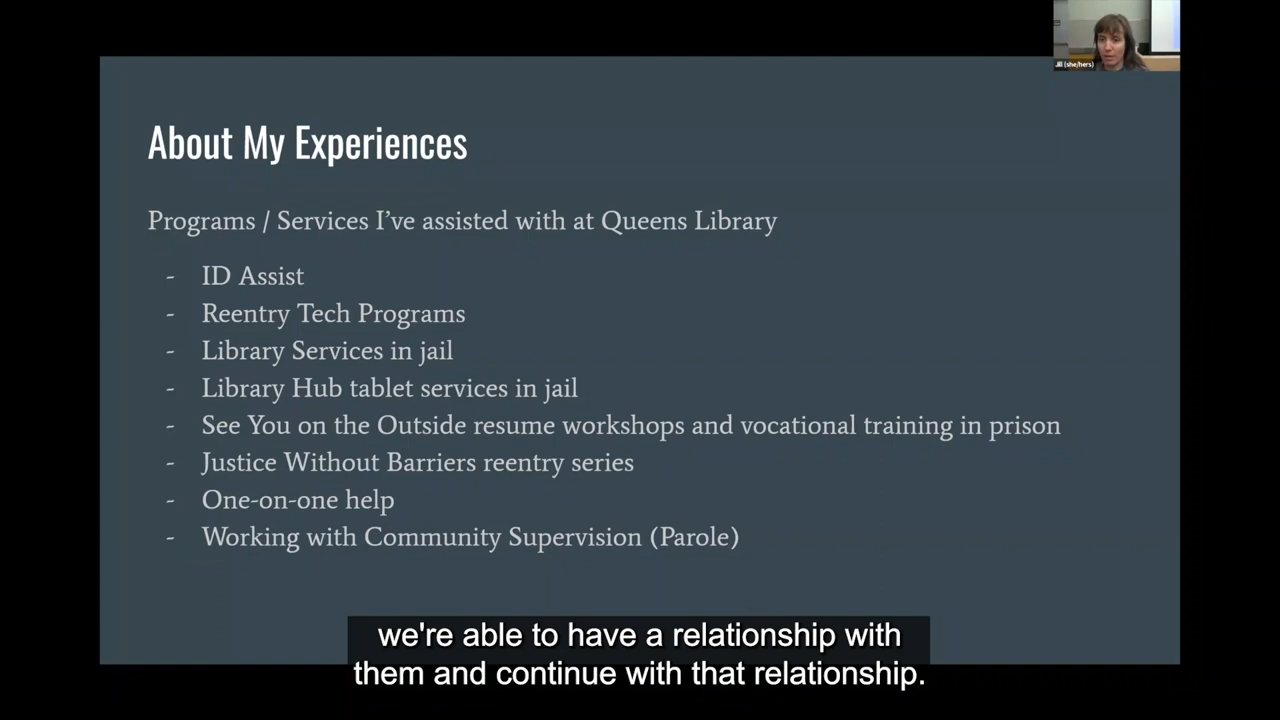 Jill (she/hers)
About My Experiences
Programs / Services I've assisted with at Queens Library
- ID Assist
- Reentry Tech Programs
- Library Services in jail
- Library Hub tablet services in jail
- See You on the Outside resume workshops and vocational training in prison
- Justice Without Barriers reentry series
- One-on-one help
- Working with Community Supervision (Parole)
we're able to have a relationship with
them and continue with that relationship.